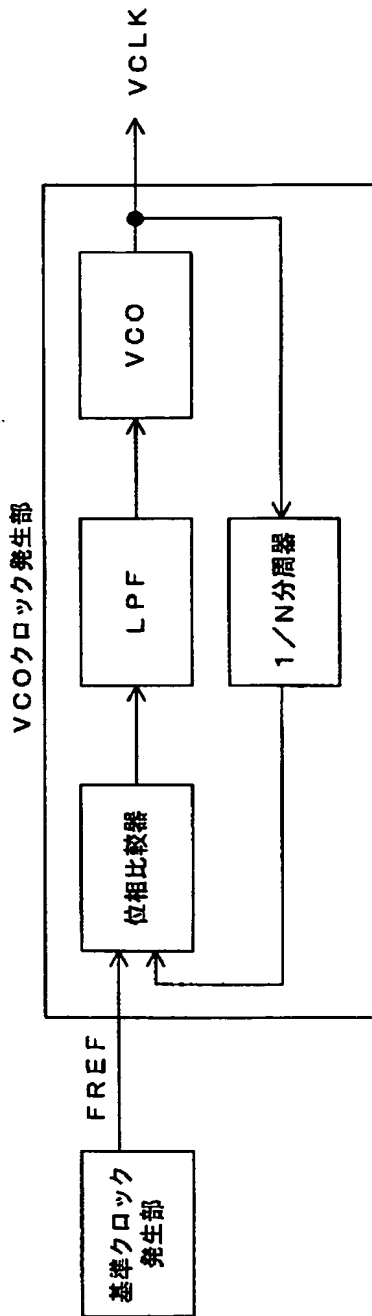 VCOクロック発生部
基準クロック
発生部
FREF
位相比較器
LPF
VCO
VCLK
1／N分周器